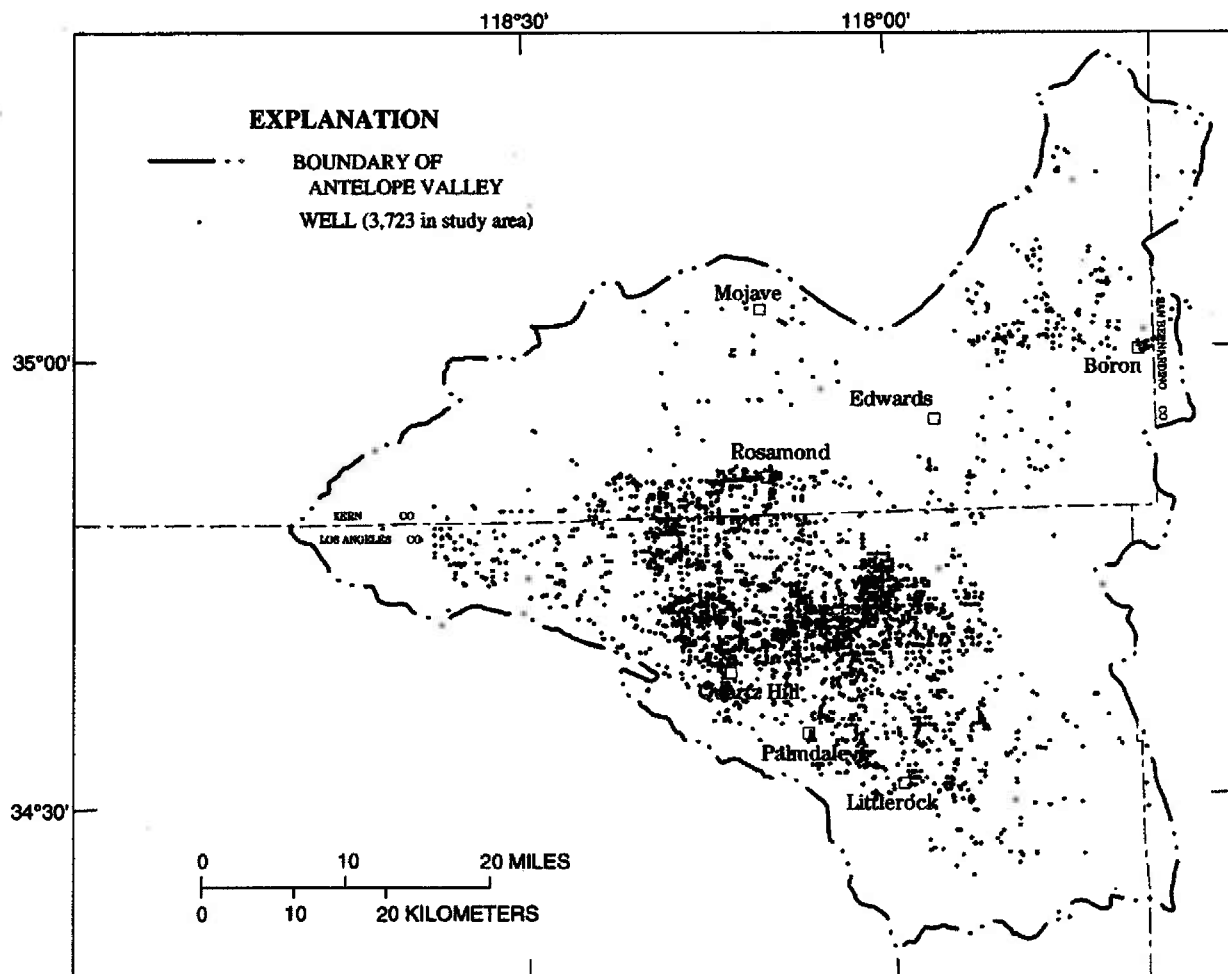 118°30'
118°00'
EXPLANATION
BOUNDARY OF
ANTELOPE VALLEY
WELL (3,723 in study area)
Mojave
SAN BERNARDINO CO
35°00'
Boron
Edwards
Rosamond
KERN CO
LOS ANGELES CO
Quartz Hill
Palmdale
Littlerock
34°30'
0 10 20 MILES
0 10 20 KILOMETERS